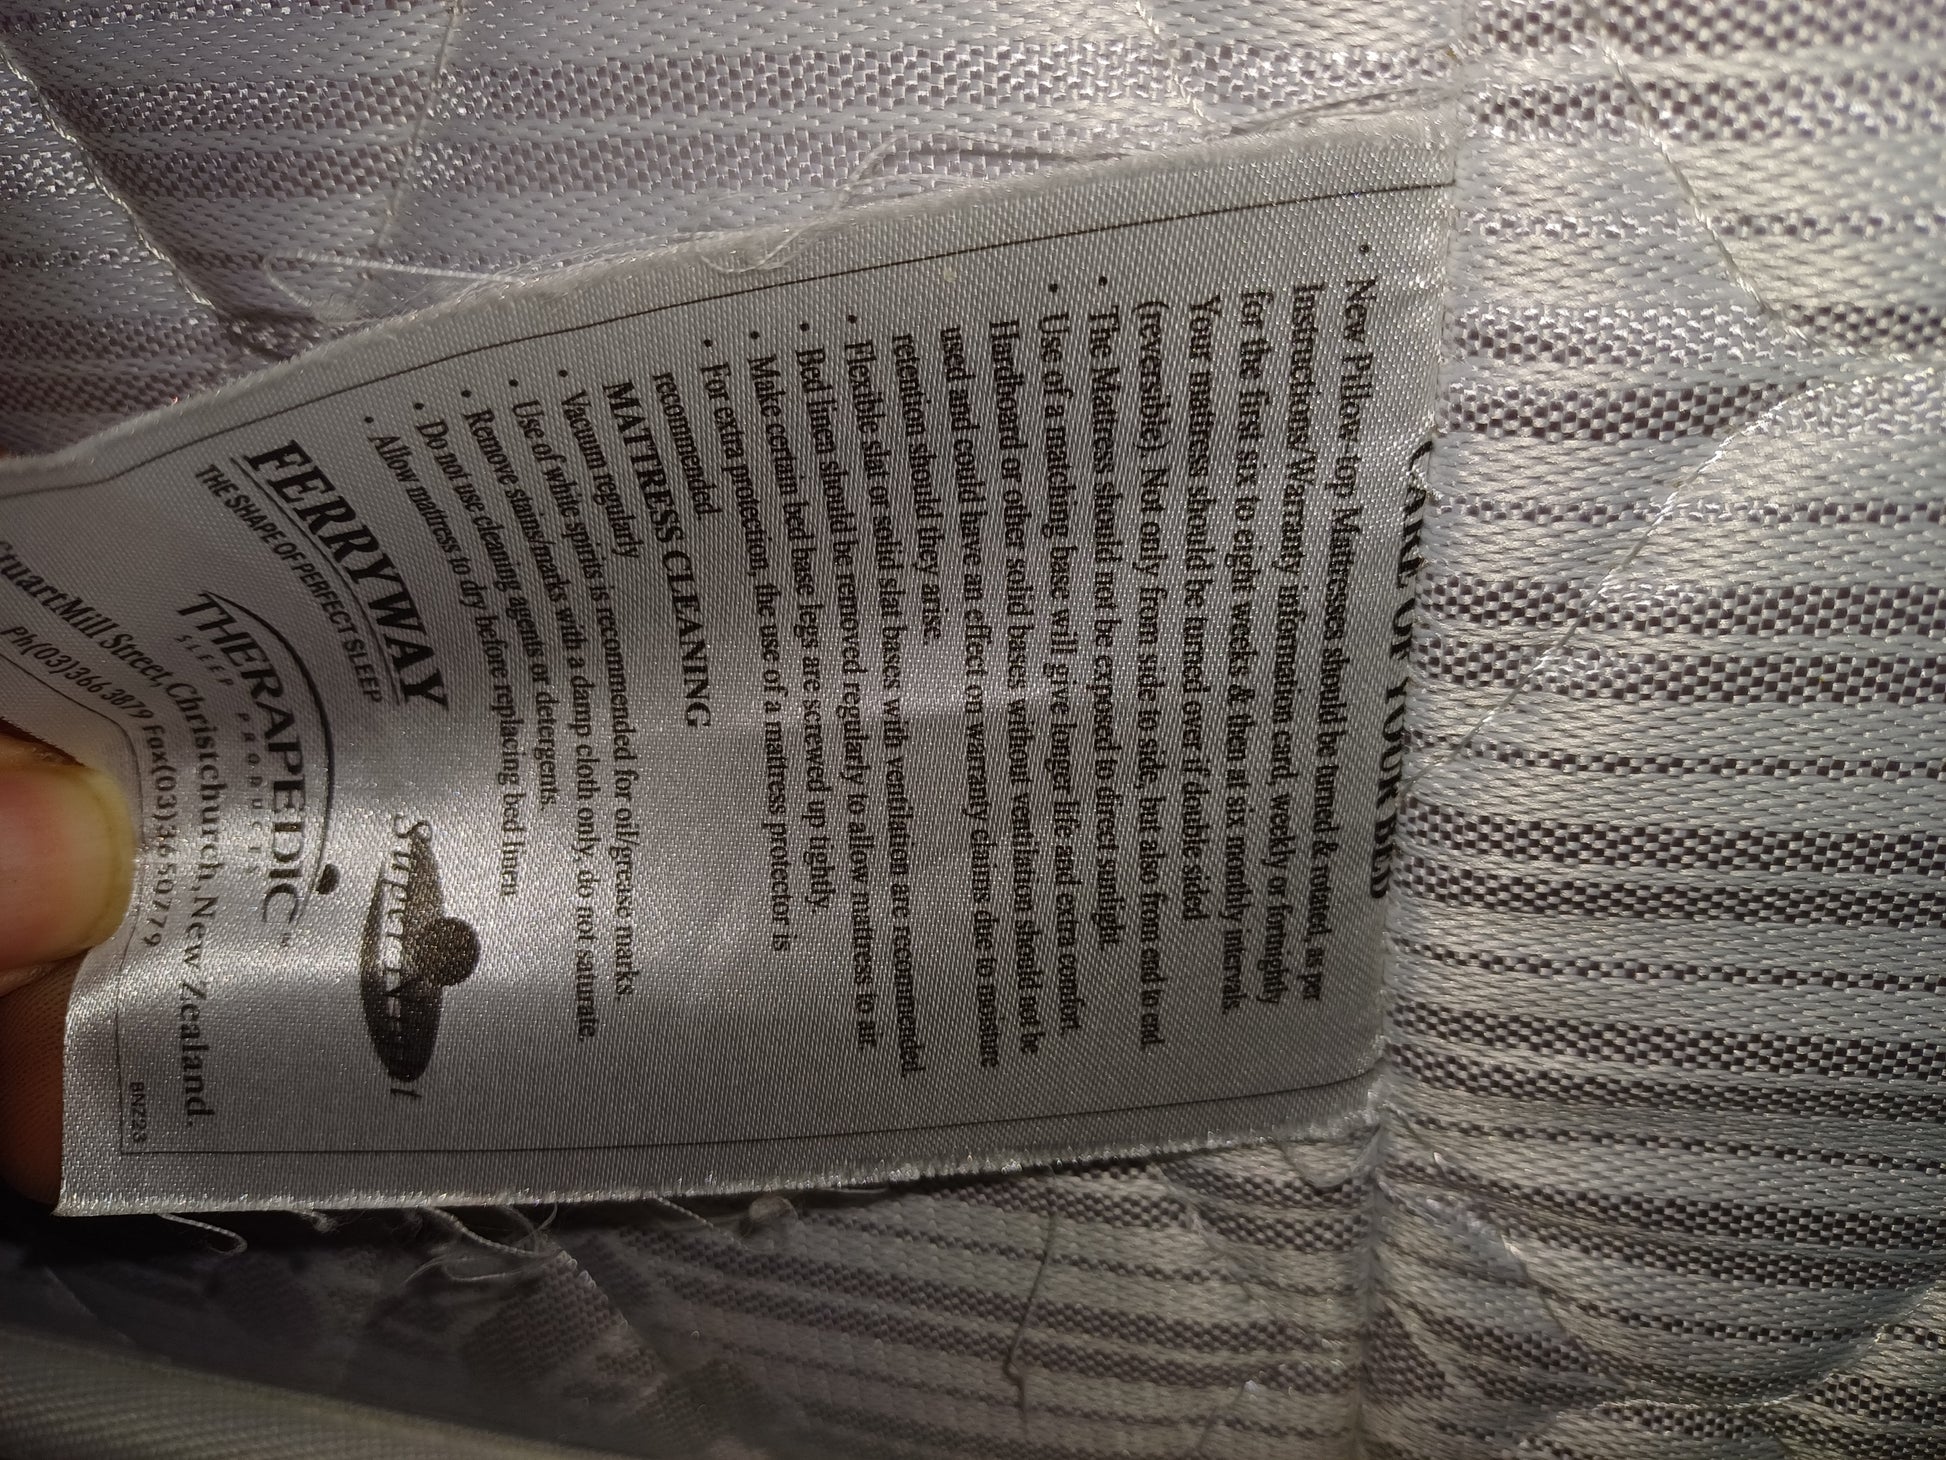 CARE OF YOUR BED
• New Pillow-top Mattresses should be turned & rotated, as per
Instructions/Warranty information card, weekly or fortnightly
for the first six to eight weeks & then at six monthly intervals.
Your mattress should be turned over if double sided
(reversible). Not only from side to side, but also from end to end
• The Mattress should not be exposed to direct sunlight
• Use of a matching base will give longer life and extra comfort.
Hardboard or other solid bases without ventilation should not be
used and could have an effect on warranty claims due to moisture
retention should they arise.
• Flexible slat or solid slat bases with ventilation are recommended.
• Bed linen should be removed regularly to allow mattress to air
• Make certain bed base legs are screwed up tightly.
• For extra protection, the use of a mattress protector is
recommended.
MATTRESS CLEANING
• Vacuum regularly
• Use of white spirits is recommended for oil/grease marks.
• Remove stains/marks with a damp cloth only, do not saturate.
• Do not use cleaning agents or detergents.
• Allow mattress to dry before replacing bed linen.
FERRYWAY
THE SHAPE OF PERFECT SLEEP
THERAPEDIC™
SLEEP PRODUCTS
Stuart Mill Street, Christchurch, New Zealand.
Ph(03)366 3879 Fax(03)3650779
BN723